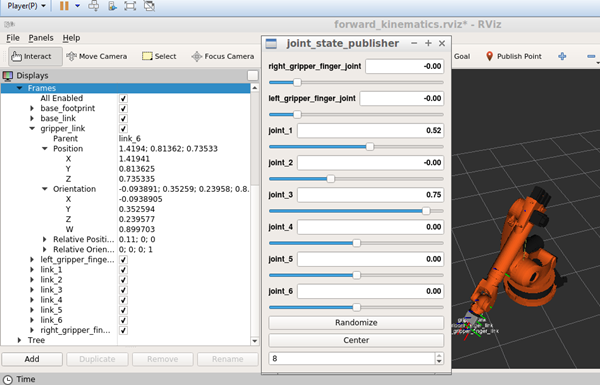 Player(P)
forward_kinematics.rviz* - RViz
File Panels Help
Interact Move Camera Select Focus Camera Goal Publish Point
Displays
Frames
All Enabled
base_footprint
base_link
gripper_link
Parent link_6
Position 1.4194; 0.81362; 0.73533
X 1.41941
Y 0.813625
Z 0.735335
Orientation -0.093891; 0.35259; 0.23958; 0.8...
X -0.0938905
Y 0.352594
Z 0.239577
W 0.899703
Relative Positi... 0.11; 0; 0
Relative Orien... 0; 0; 0; 1
left_gripper_finge...
link_1
link_2
link_3
link_4
link_5
link_6
right_gripper_fin...
Tree
Add Duplicate Remove Rename
Time
joint_state_publisher
right_gripper_finger_joint -0.00
left_gripper_finger_joint -0.00
joint_1 0.52
joint_2 -0.00
joint_3 0.75
joint_4 0.00
joint_5 0.00
joint_6 0.00
Randomize
Center
8